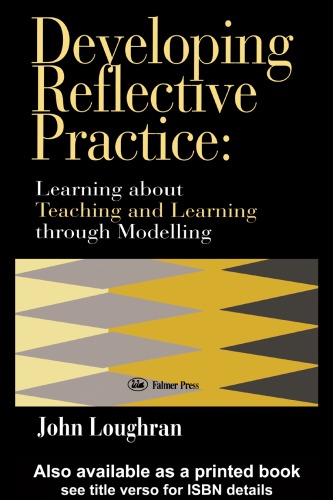 Developing
Reflective
Practice:
Learning about
Teaching and Learning
through Modelling
Falmer Press
John Loughran
Also available as a printed book
see title verso for ISBN details